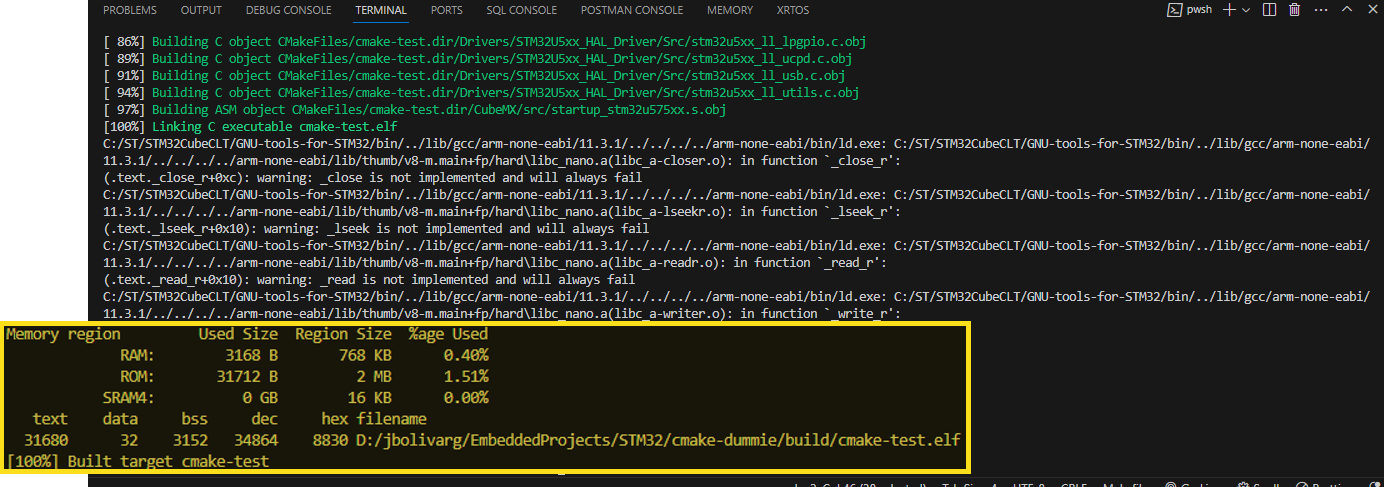 PROBLEMS OUTPUT DEBUG CONSOLE TERMINAL PORTS SQL CONSOLE POSTMAN CONSOLE MEMORY XRTOS pwsh
[ 86%] Building C object CMakeFiles/cmake-test.dir/Drivers/STM32U5xx_HAL_Driver/Src/stm32u5xx_ll_lpgpio.c.obj
[ 89%] Building C object CMakeFiles/cmake-test.dir/Drivers/STM32U5xx_HAL_Driver/Src/stm32u5xx_ll_ucpd.c.obj
[ 91%] Building C object CMakeFiles/cmake-test.dir/Drivers/STM32U5xx_HAL_Driver/Src/stm32u5xx_ll_usb.c.obj
[ 94%] Building C object CMakeFiles/cmake-test.dir/Drivers/STM32U5xx_HAL_Driver/Src/stm32u5xx_ll_utils.c.obj
[ 97%] Building ASM object CMakeFiles/cmake-test.dir/CubeMX/src/startup_stm32u575xx.s.obj
[100%] Linking C executable cmake-test.elf
C:/ST/STM32CubeCLT/GNU-tools-for-STM32/bin/../lib/gcc/arm-none-eabi/11.3.1/../../../../arm-none-eabi/bin/ld.exe: C:/ST/STM32CubeCLT/GNU-tools-for-STM32/bin/../lib/gcc/arm-none-eabi/
11.3.1/../../../../arm-none-eabi/lib/thumb/v8-m.main+fp/hard\libc_nano.a(libc_a-closer.o): in function `_close_r':
(.text._close_r+0xc): warning: _close is not implemented and will always fail
C:/ST/STM32CubeCLT/GNU-tools-for-STM32/bin/../lib/gcc/arm-none-eabi/11.3.1/../../../../arm-none-eabi/bin/ld.exe: C:/ST/STM32CubeCLT/GNU-tools-for-STM32/bin/../lib/gcc/arm-none-eabi/
11.3.1/../../../../arm-none-eabi/lib/thumb/v8-m.main+fp/hard\libc_nano.a(libc_a-lseekr.o): in function `_lseek_r':
(.text._lseek_r+0x10): warning: _lseek is not implemented and will always fail
C:/ST/STM32CubeCLT/GNU-tools-for-STM32/bin/../lib/gcc/arm-none-eabi/11.3.1/../../../../arm-none-eabi/bin/ld.exe: C:/ST/STM32CubeCLT/GNU-tools-for-STM32/bin/../lib/gcc/arm-none-eabi/
11.3.1/../../../../arm-none-eabi/lib/thumb/v8-m.main+fp/hard\libc_nano.a(libc_a-readr.o): in function `_read_r':
(.text._read_r+0x10): warning: _read is not implemented and will always fail
C:/ST/STM32CubeCLT/GNU-tools-for-STM32/bin/../lib/gcc/arm-none-eabi/11.3.1/../../../../arm-none-eabi/bin/ld.exe: C:/ST/STM32CubeCLT/GNU-tools-for-STM32/bin/../lib/gcc/arm-none-eabi/
11.3.1/../../../../arm-none-eabi/lib/thumb/v8-m.main+fp/hard\libc_nano.a(libc_a-writer.o): in function `_write_r':
Memory region Used Size Region Size %age Used
RAM: 3168 B 768 KB 0.40%
ROM: 31712 B 2 MB 1.51%
SRAM4: 0 GB 16 KB 0.00%
text data bss dec hex filename
31680 32 3152 34864 8830 D:/jbolivarg/EmbeddedProjects/STM32/cmake-dummie/build/cmake-test.elf
[100%] Built target cmake-test